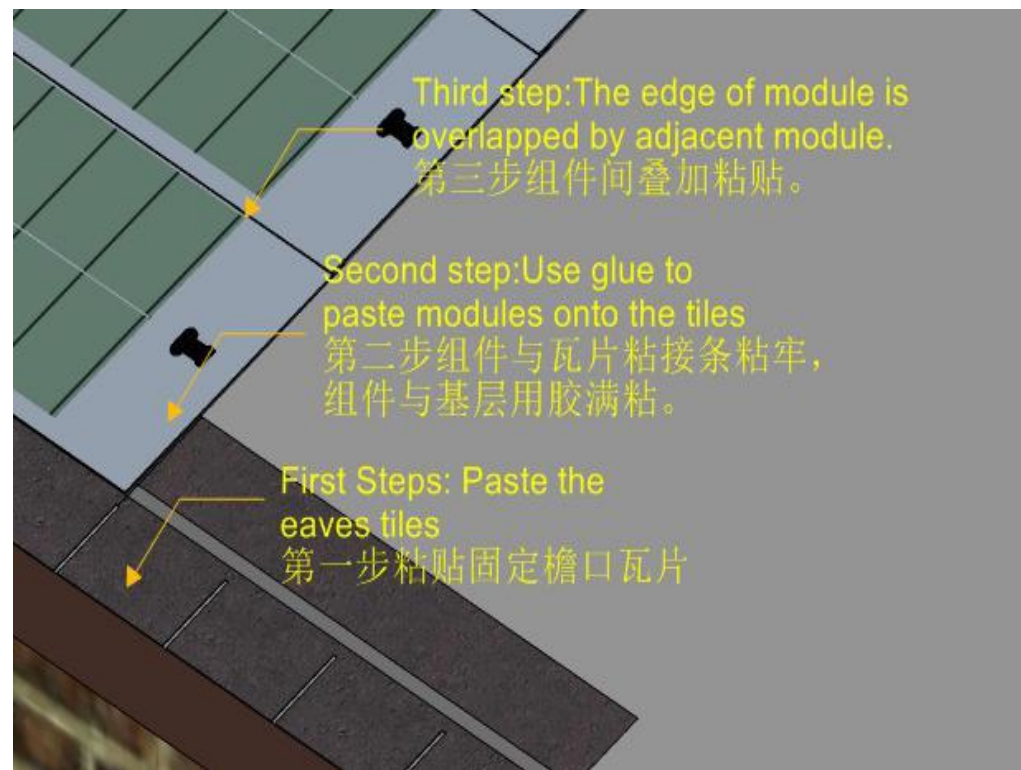 Third step:The edge of module is
overlapped by adjacent module.
第三步组件间叠加粘贴。
Second step:Use glue to
paste modules onto the tiles
第二步组件与瓦片粘接条粘牢，
组件与基层用胶满粘。
First Steps: Paste the
eaves tiles
第一步粘贴固定檐口瓦片